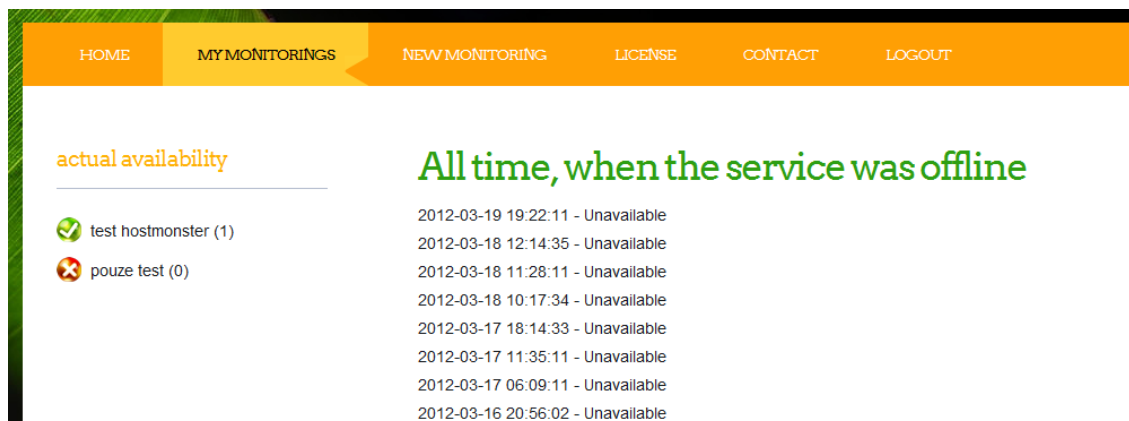 HOME MY MONITORINGS NEW MONITORING LICENSE CONTACT LOGOUT
actual availability
test hostmonster (1)
pouze test (0)
All time, when the service was offline
2012-03-19 19:22:11 - Unavailable
2012-03-18 12:14:35 - Unavailable
2012-03-18 11:28:11 - Unavailable
2012-03-18 10:17:34 - Unavailable
2012-03-17 18:14:33 - Unavailable
2012-03-17 11:35:11 - Unavailable
2012-03-17 06:09:11 - Unavailable
2012-03-16 20:56:02 - Unavailable